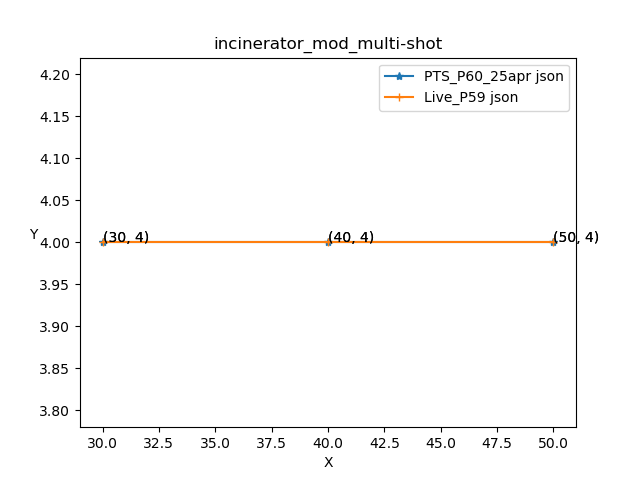 incinerator_mod_multi-shot
PTS_P60_25apr json
Live_P59 json
4.20
4.15
4.10
4.05
Y 4.00
3.95
3.90
3.85
3.80
(30, 4) (40, 4) (50, 4)
30.0 32.5 35.0 37.5 40.0 42.5 45.0 47.5 50.0
X